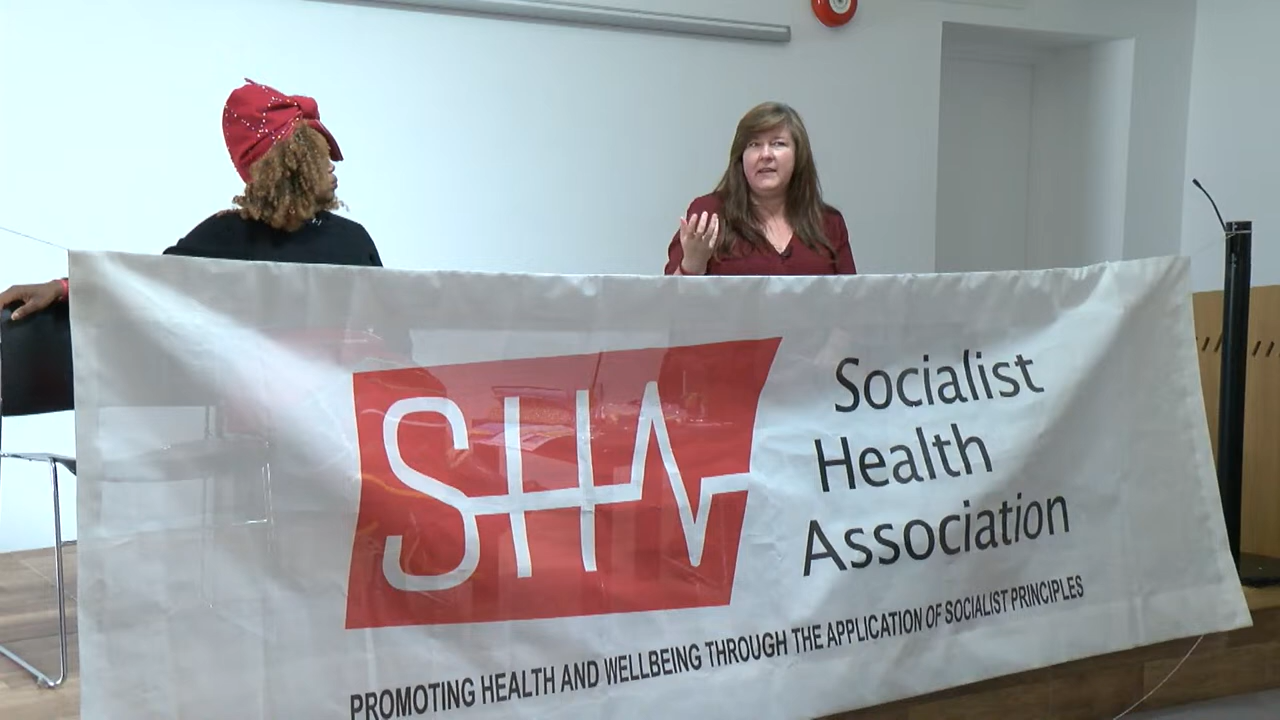 SHA
Socialist
Health
Association
PROMOTING HEALTH AND WELLBEING THROUGH THE APPLICATION OF SOCIALIST PRINCIPLES